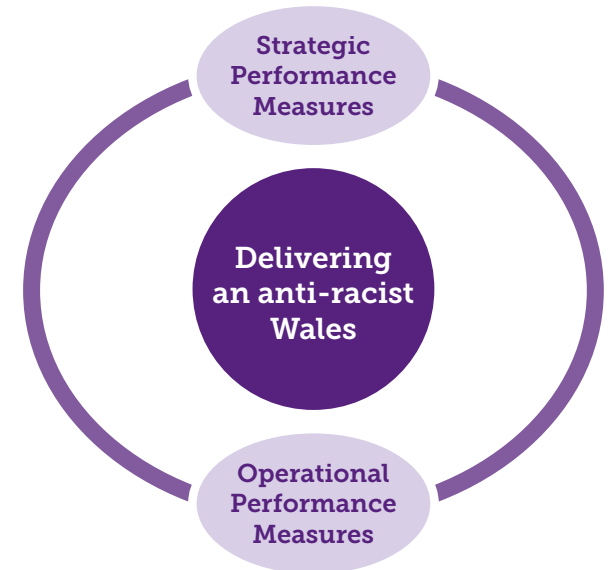 Strategic
Performance
Measures
Delivering
an anti-racist
Wales
Operational
Performance
Measures